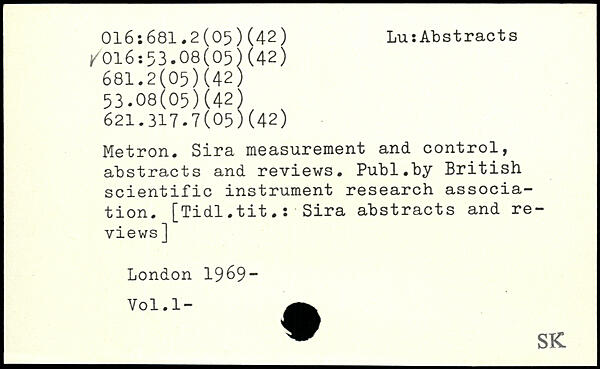 016:681.2(05)(42) Lu:Abstracts
✓016:53.08(05)(42)
681.2(05)(42)
53.08(05)(42)
621.317.7(05)(42)
Metron. Sira measurement and control,
abstracts and reviews. Publ.by British
scientific instrument research associa-
tion. [Tidl.tit.: Sira abstracts and re-
views]
London 1969-
Vol.1-
SK